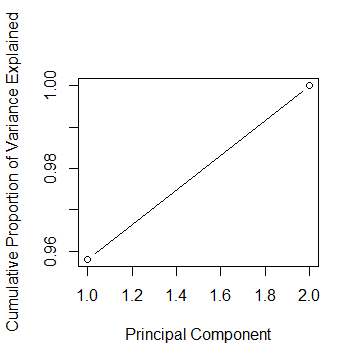 Cumulative Proportion of Variance Explained
1.00
0.98
0.96
1.0 1.2 1.4 1.6 1.8 2.0
Principal Component